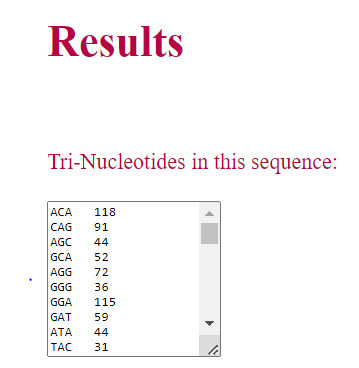 Results
Tri-Nucleotides in this sequence:
ACA 118
CAG 91
AGC 44
GCA 52
AGG 72
GGG 36
GGA 115
GAT 59
ATA 44
TAC 31